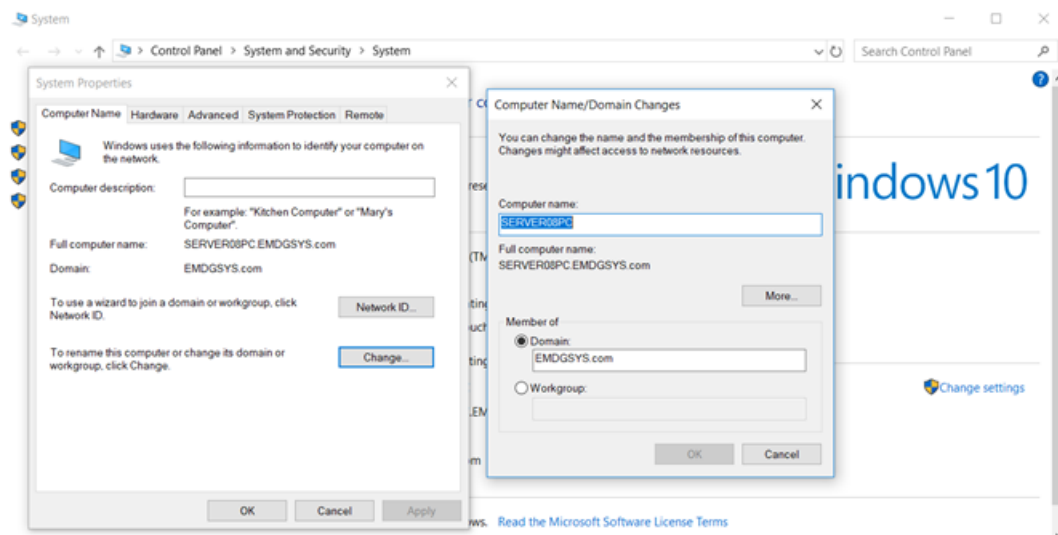 System
Control Panel > System and Security > System
Search Control Panel
System Properties
Computer Name Hardware Advanced System Protection Remote
Windows uses the following information to identify your computer on
the network.
Computer description:
For example: "Kitchen Computer" or "Mary's
Computer".
Full computer name: SERVER08PC.EMDGSYS.com
Domain: EMDGSYS.com
To use a wizard to join a domain or workgroup, click
Network ID.
Network ID...
To rename this computer or change its domain or
workgroup, click Change.
Change...
OK Cancel Apply
Computer Name/Domain Changes
You can change the name and the membership of this computer.
Changes might affect access to network resources.
Computer name:
SERVER08PC
Full computer name:
SERVER08PC.EMDGSYS.com
More...
Member of
Domain:
EMDGSYS.com
Workgroup:
OK Cancel
indows 10
Change settings
ws. Read the Microsoft Software License Terms